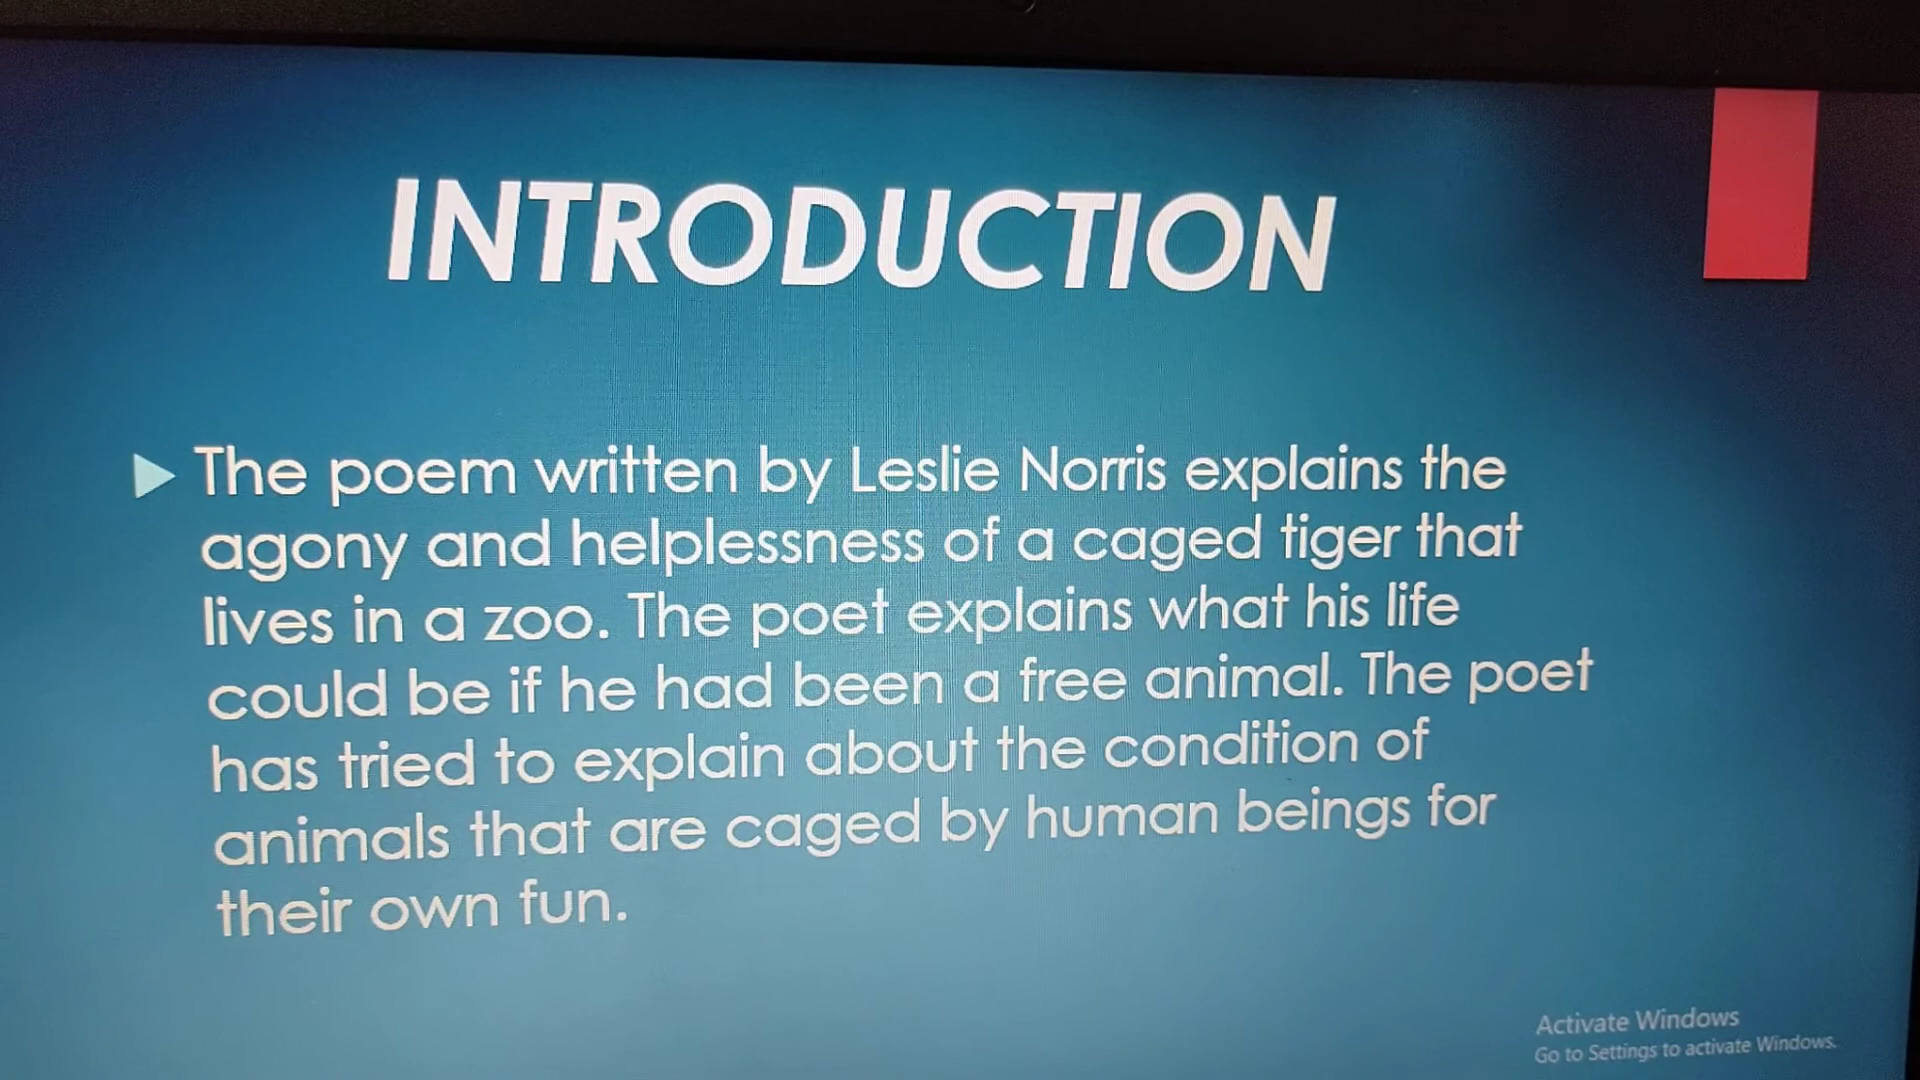 INTRODUCTION
The poem written by Leslie Norris explains the
agony and helplessness of a caged tiger that
lives in a zoo. The poet explains what his life
could be if he had been a free animal. The poet
has tried to explain about the condition of
animals that are caged by human beings for
their own fun.
Activate Windows
Go to Settings to activate Windows.